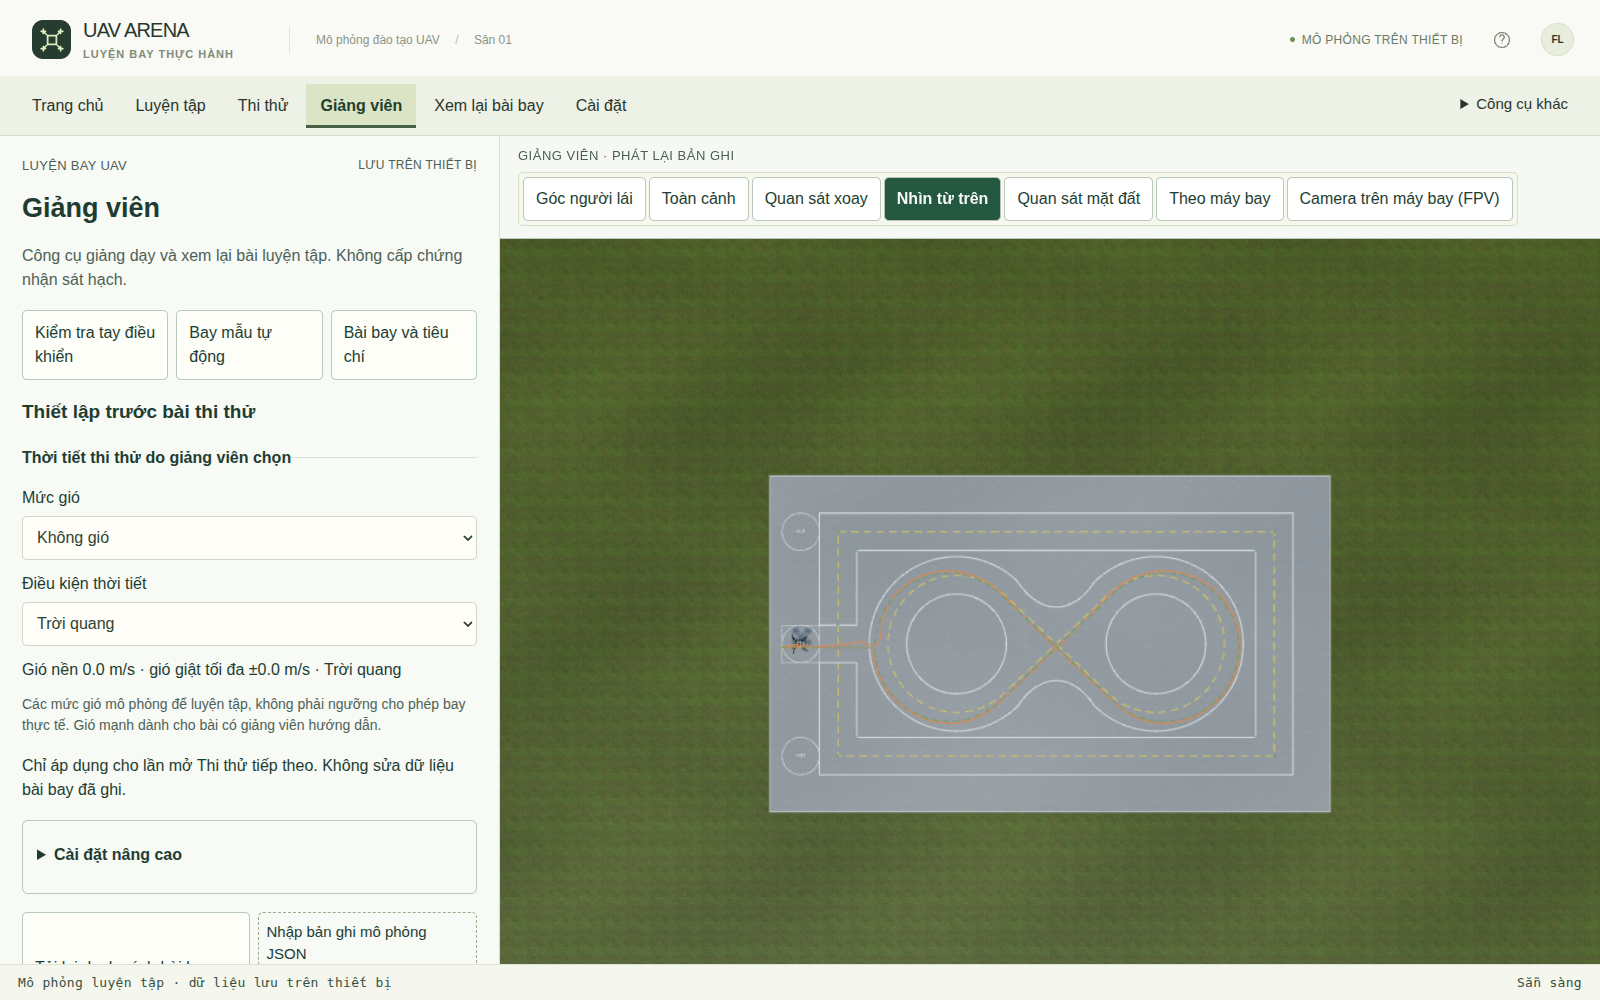 UAV ARENA
LUYỆN BAY THỰC HÀNH
Mô phỏng đào tạo UAV / Sân 01
MÔ PHỎNG TRÊN THIẾT BỊ
FL
Trang chủ
Luyện tập
Thi thử
Giảng viên
Xem lại bài bay
Cài đặt
Công cụ khác
LUYỆN BAY UAV
LƯU TRÊN THIẾT BỊ
Giảng viên
Công cụ giảng dạy và xem lại bài luyện tập. Không cấp chứng
nhận sát hạch.
Kiểm tra tay điều
khiển
Bay mẫu tự
động
Bài bay và tiêu
chí
Thiết lập trước bài thi thử
Thời tiết thi thử do giảng viên chọn
Mức gió
Không gió
Điều kiện thời tiết
Trời quang
Gió nền 0.0 m/s · gió giật tối đa ±0.0 m/s · Trời quang
Các mức gió mô phỏng để luyện tập, không phải ngưỡng cho phép bay
thực tế. Gió mạnh dành cho bài có giảng viên hướng dẫn.
Chỉ áp dụng cho lần mở Thi thử tiếp theo. Không sửa dữ liệu
bài bay đã ghi.
Cài đặt nâng cao
Nhập bản ghi mô phỏng
JSON
GIẢNG VIÊN · PHÁT LẠI BẢN GHI
Góc người lái
Toàn cảnh
Quan sát xoay
Nhìn từ trên
Quan sát mặt đất
Theo máy bay
Camera trên máy bay (FPV)
Mô phỏng luyện tập · dữ liệu lưu trên thiết bị
Sẵn sàng